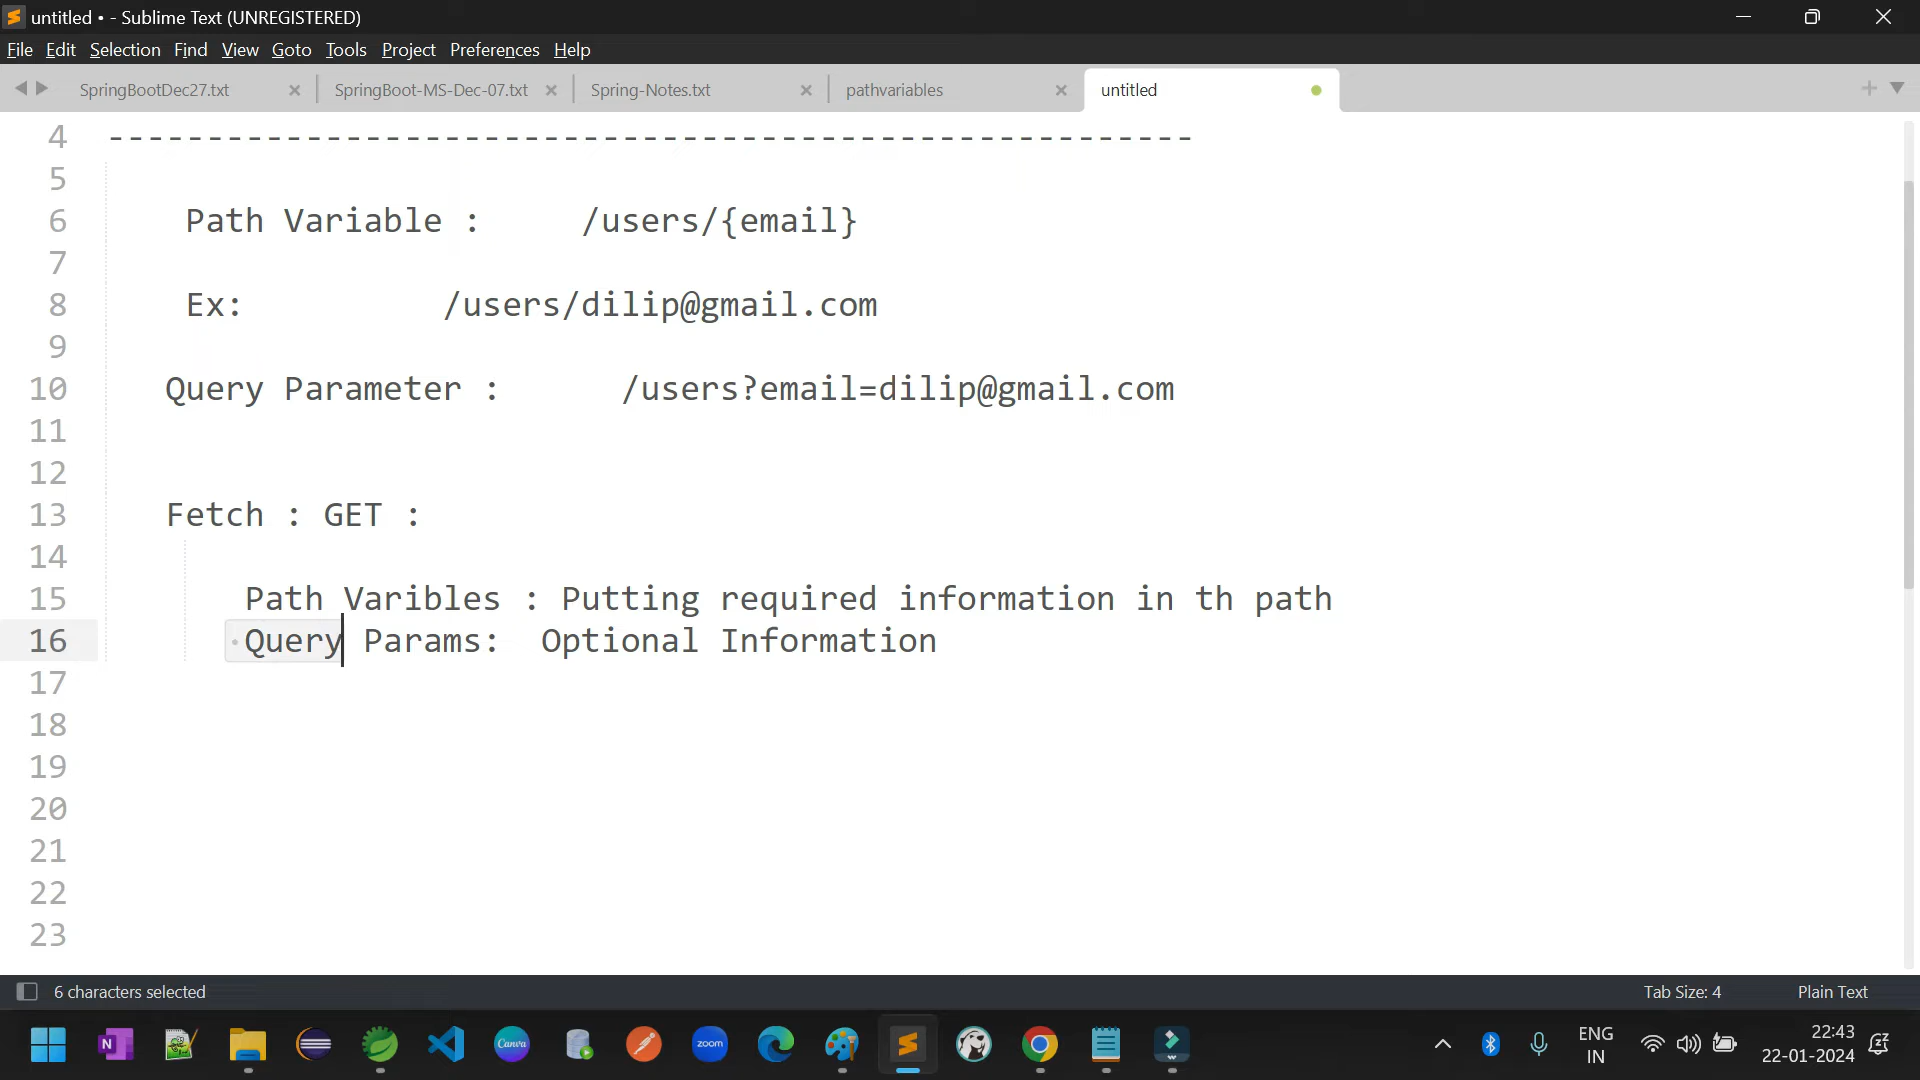 untitled • - Sublime Text (UNREGISTERED)
File Edit Selection Find View Goto Tools Project Preferences Help
SpringBootDec27.txt SpringBoot-MS-Dec-07.txt Spring-Notes.txt pathvariables untitled
4 -------------------------------------------------------
5
6 Path Variable : /users/{email}
7
8 Ex: /users/dilip@gmail.com
9
10 Query Parameter : /users?email=dilip@gmail.com
11
12
13 Fetch : GET :
14
15 Path Varibles : Putting required information in th path
16 Query Params: Optional Information
17
18
19
20
21
22
23
6 characters selected Tab Size: 4 Plain Text
N Canva zoom ENG 22:43
IN 22-01-2024